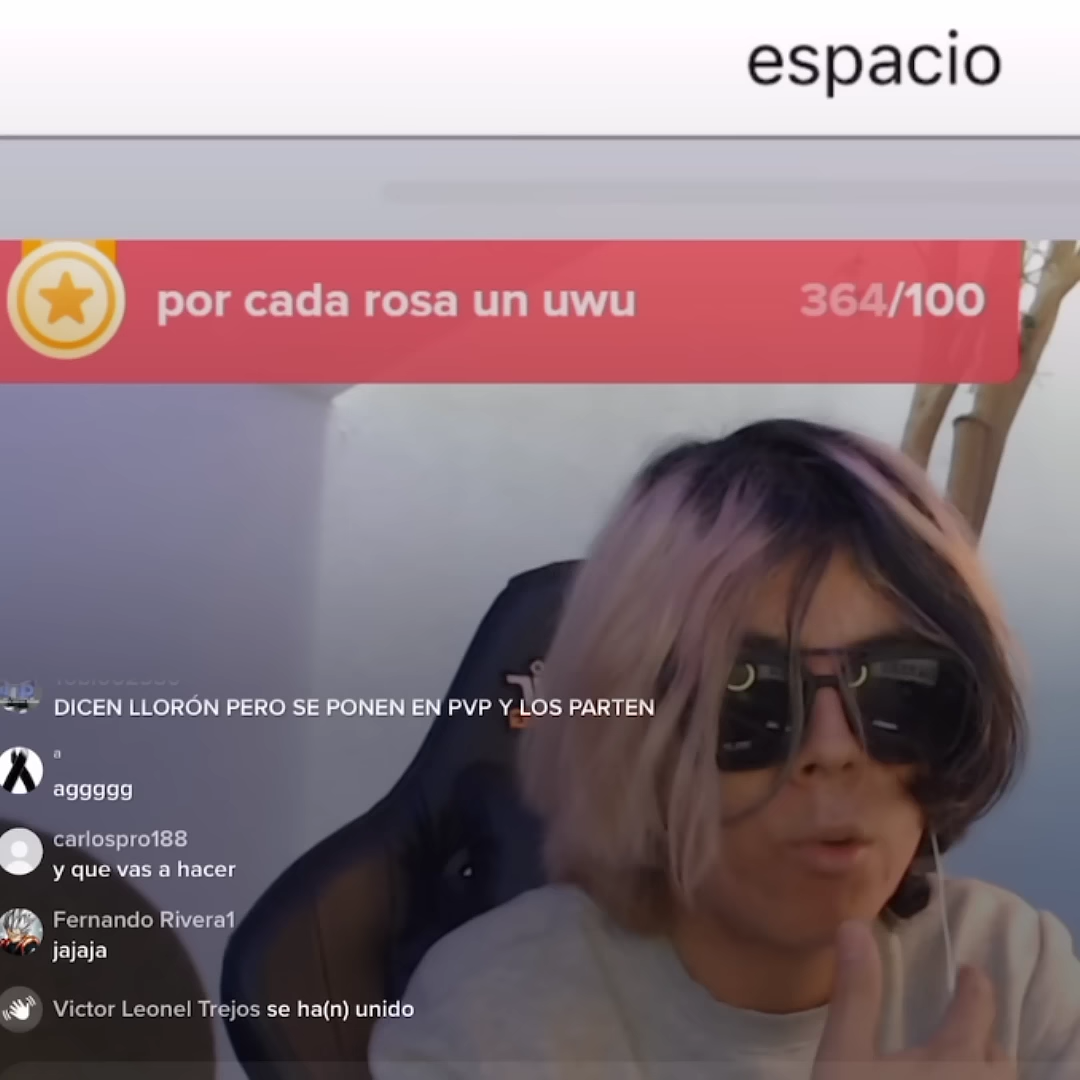 espacio
por cada rosa un uwu 364/100
DICEN LLORÓN PERO SE PONEN EN PVP Y LOS PARTEN
a
aggggg
carlospro188
y que vas a hacer
Fernando Rivera1
jajaja
Victor Leonel Trejos se ha(n) unido